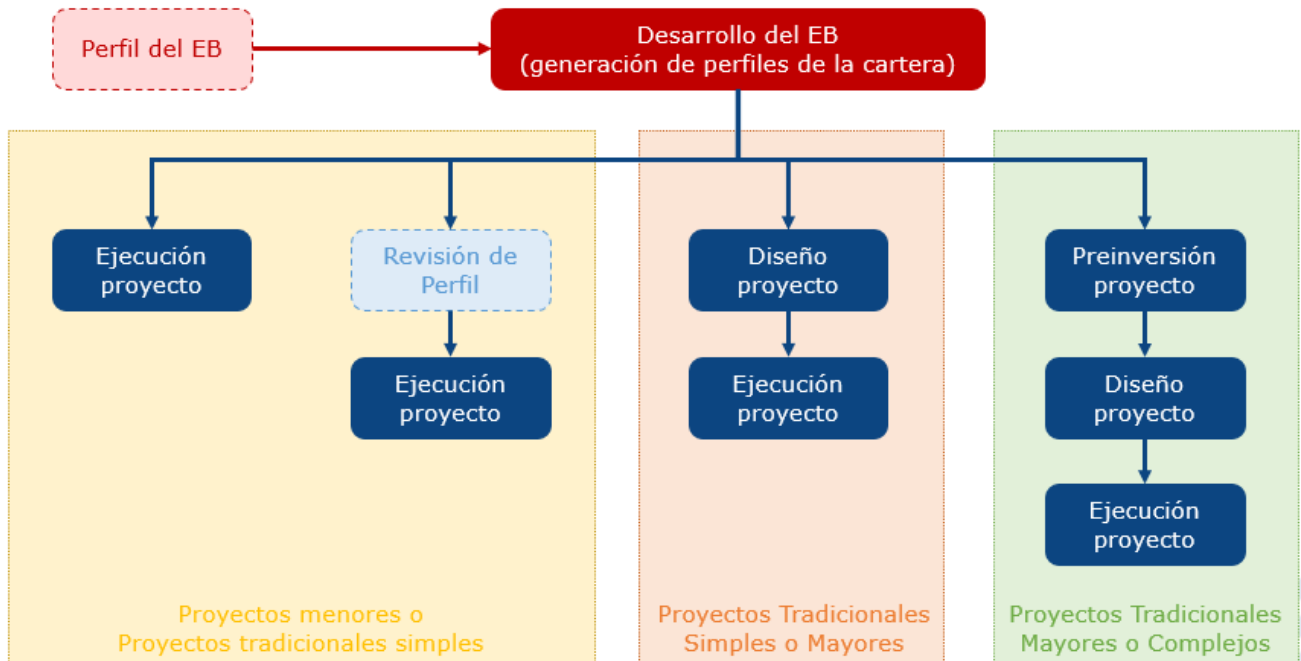 Perfil del EB
Desarrollo del EB
(generación de perfiles de la cartera)
Ejecución
proyecto
Revisión de
Perfil
Ejecución
proyecto
Proyectos menores o
Proyectos tradicionales simples
Diseño
proyecto
Ejecución
proyecto
Proyectos Tradicionales
Simples o Mayores
Preinversión
proyecto
Diseño
proyecto
Ejecución
proyecto
Proyectos Tradicionales
Mayores o Complejos